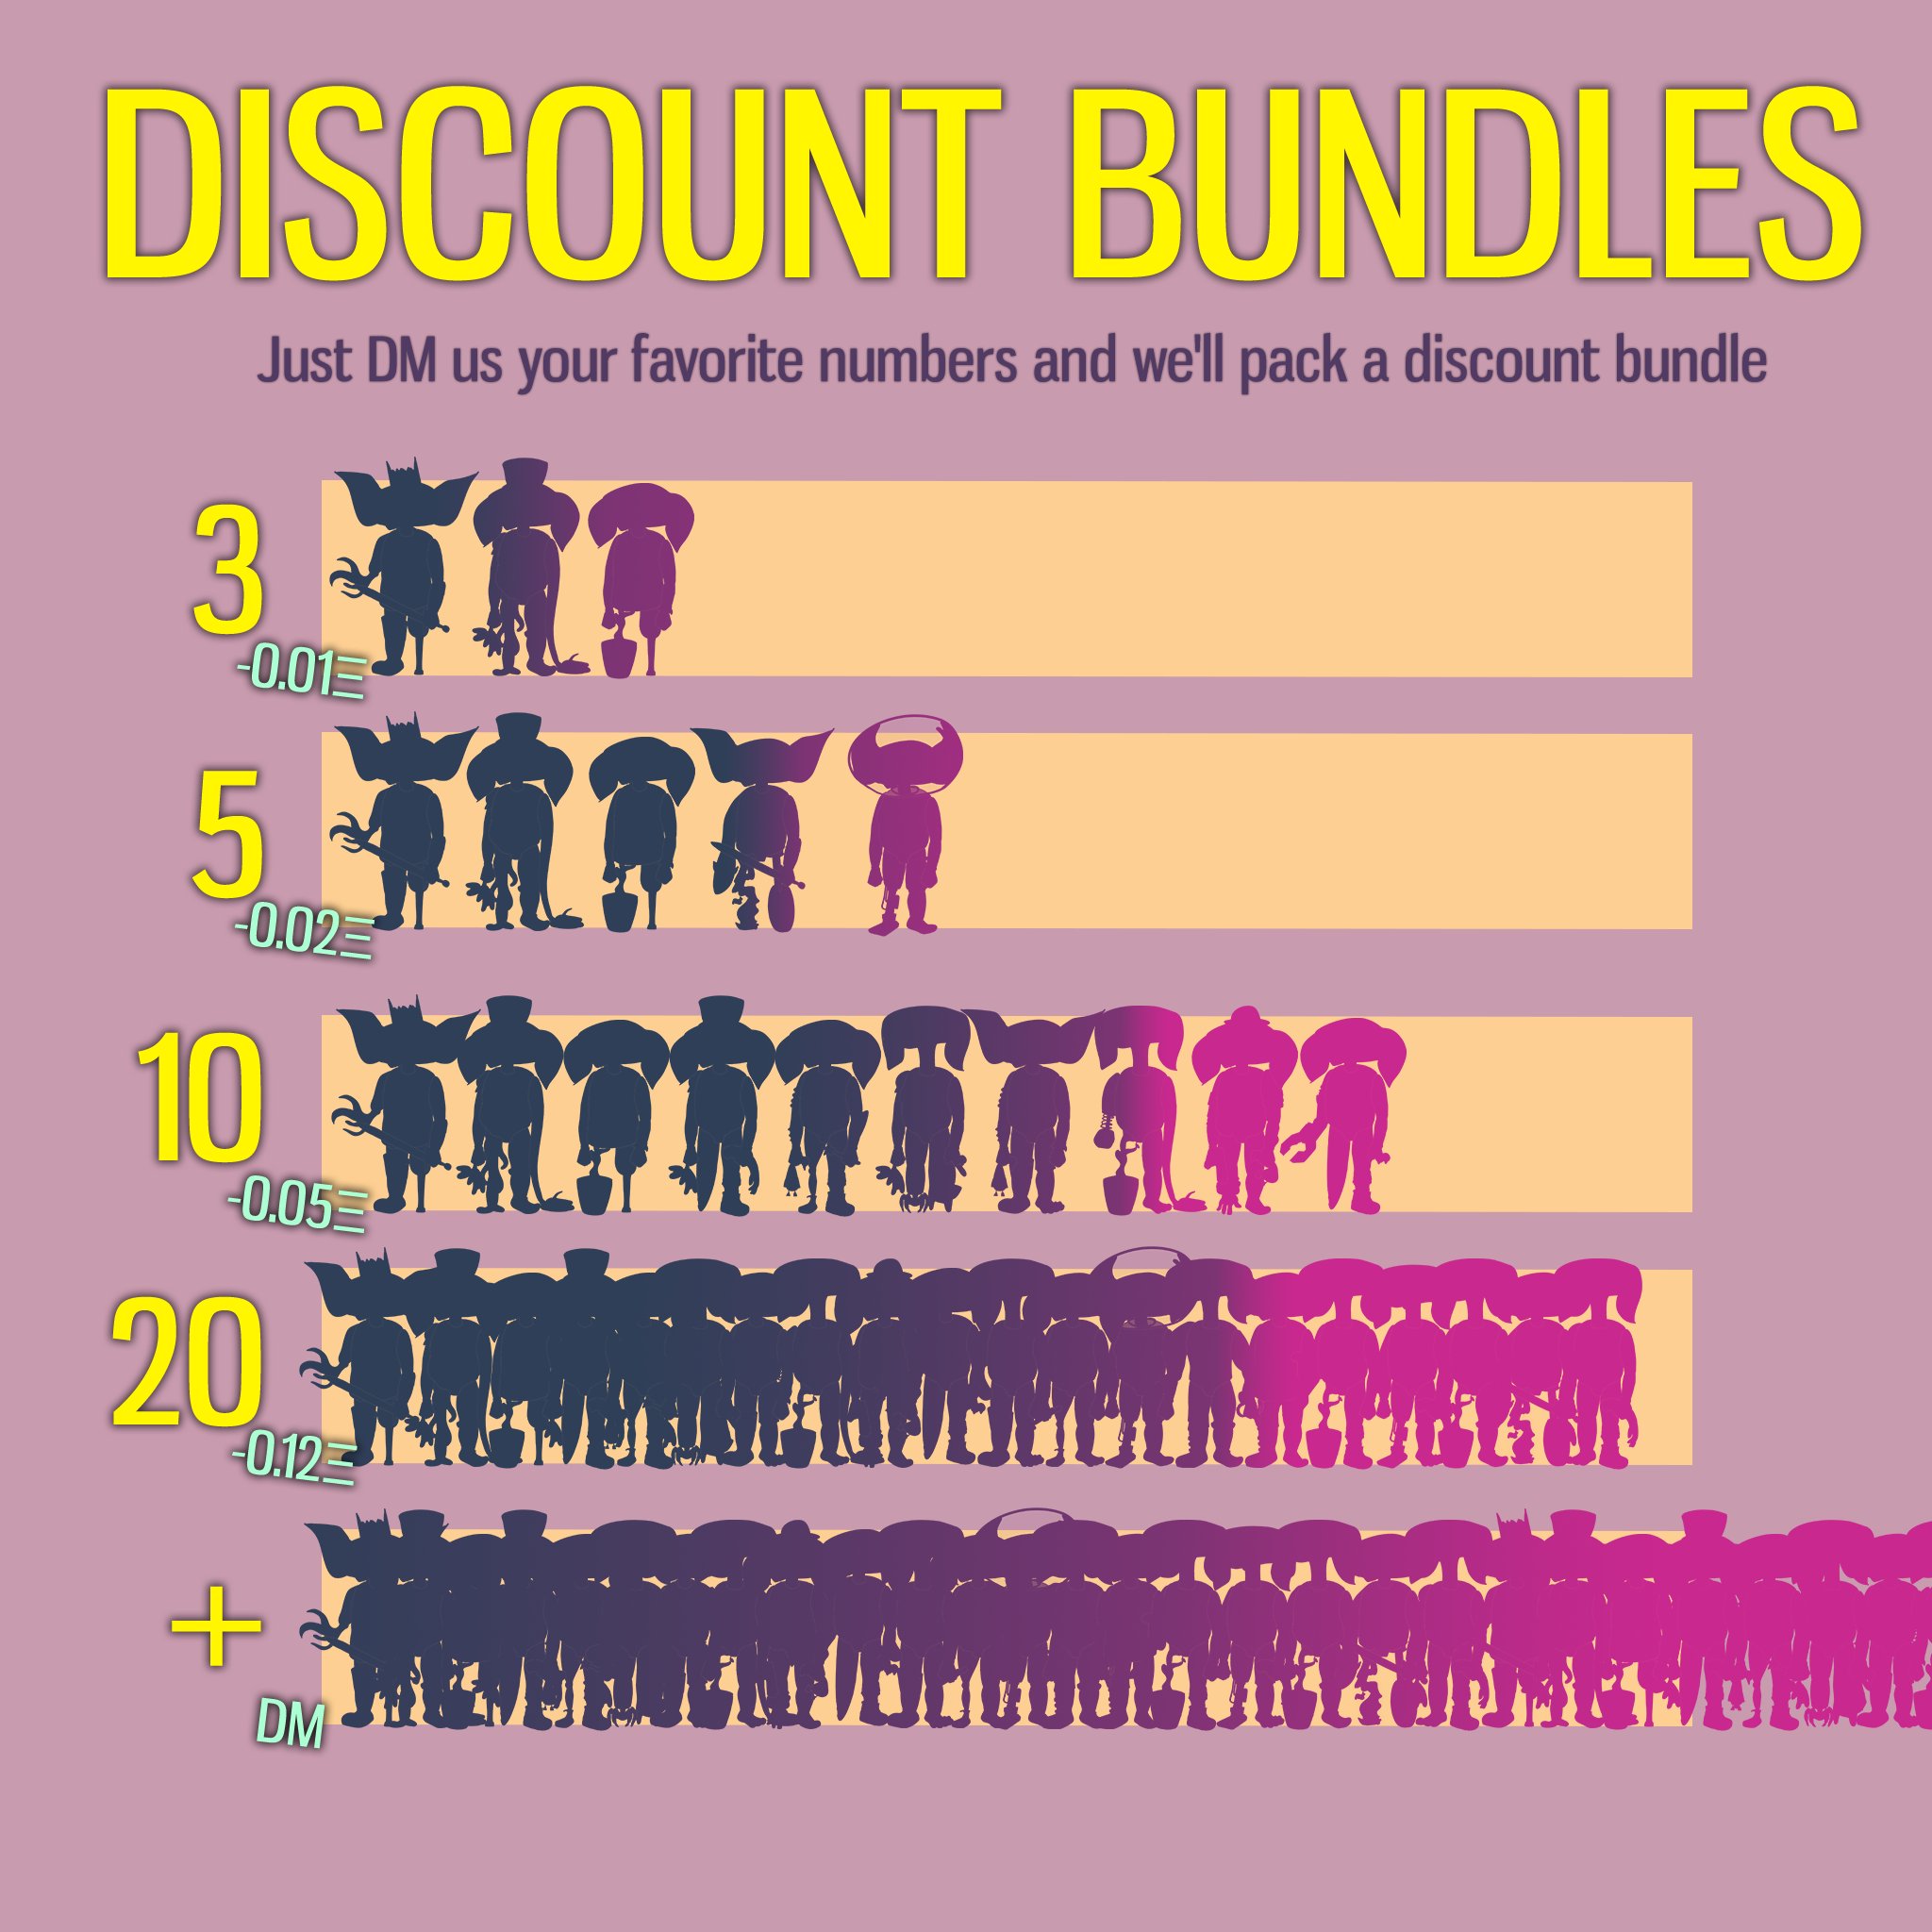 DISCOUNT BUNDLES
Just DM us your favorite numbers and we'll pack a discount bundle
3
-0.01Ξ
5
-0.02Ξ
10
-0.05Ξ
20
-0.12Ξ
+
DM